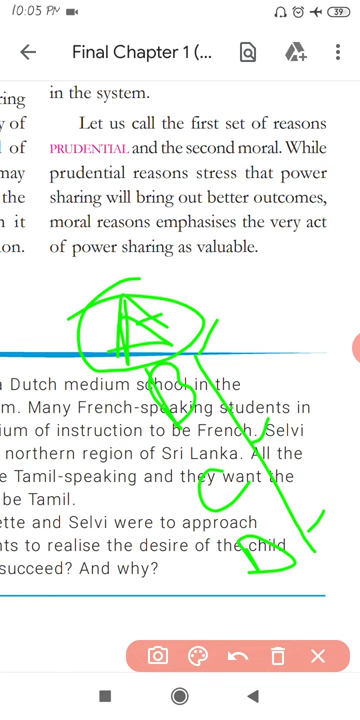 10:05 PM
39
Final Chapter 1 (...
ring
y of
l of
may
the
n it
on.
in the system.
Let us call the first set of reasons
PRUDENTIAL and the second moral. While
prudential reasons stress that power
sharing will bring out better outcomes,
moral reasons emphasises the very act
of power sharing as valuable.
A
B
C
D
a Dutch medium school in the
m. Many French-speaking students in
ium of instruction to be French. Selvi
northern region of Sri Lanka. All the
e Tamil-speaking and they want the
be Tamil.
ette and Selvi were to approach
nts to realise the desire of the child
succeed? And why?